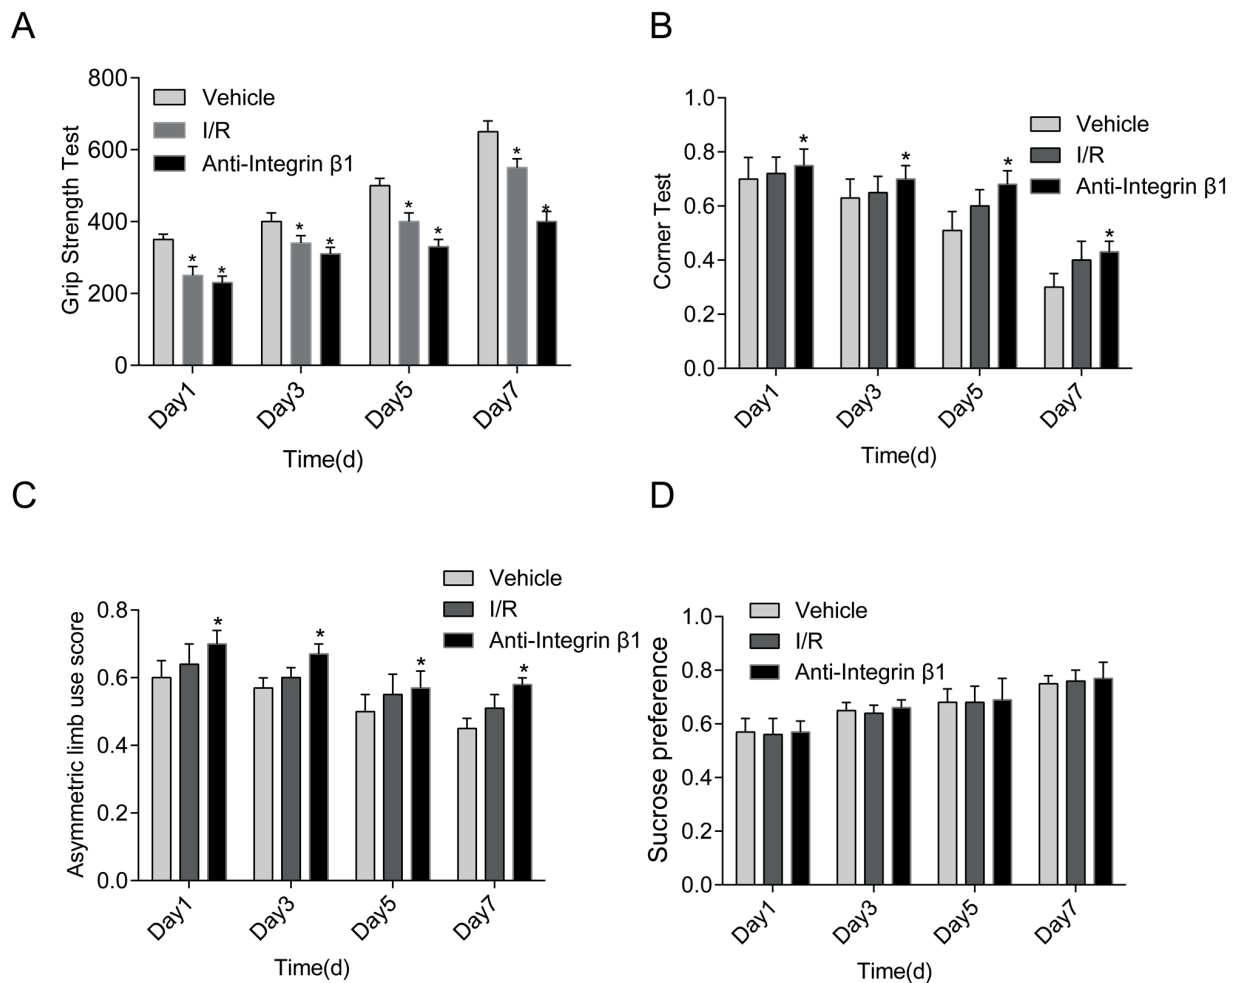 A
Grip Strength Test
800
600
400
200
0
Vehicle
I/R
Anti-Integrin β1
* * * * * * * *
Day1 Day3 Day5 Day7
Time(d)
B
Corner Test
1.0
0.8
0.6
0.4
0.2
0.0
Vehicle
I/R
Anti-Integrin β1
* * * *
Day1 Day3 Day5 Day7
Time(d)
C
Asymmetric limb use score
0.8
0.6
0.4
0.2
0.0
Vehicle
I/R
Anti-Integrin β1
* * * *
Day1 Day3 Day5 Day7
Time(d)
D
Sucrose preference
1.0
0.8
0.6
0.4
0.2
0.0
Vehicle
I/R
Anti-Integrin β1
Day1 Day3 Day5 Day7
Time(d)